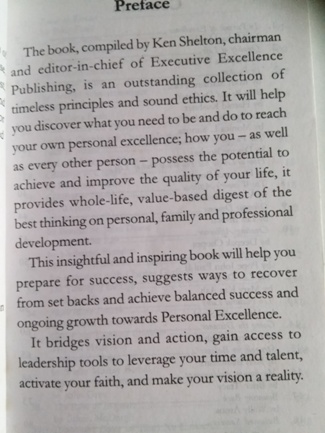 Preface
The book, compiled by Ken Shelton, chairman
and editor-in-chief of Executive Excellence
Publishing, is an outstanding collection of
timeless principles and sound ethics. It will help
you discover what you need to be and do to reach
your own personal excellence; how you – as well
as every other person – possess the potential to
achieve and improve the quality of your life, it
provides whole-life, value-based digest of the
best thinking on personal, family and professional
development.
This insightful and inspiring book will help you
prepare for success, suggests ways to recover
from set backs and achieve balanced success and
ongoing growth towards Personal Excellence.
It bridges vision and action, gain access to
leadership tools to leverage your time and talent,
activate your faith, and make your vision a reality.